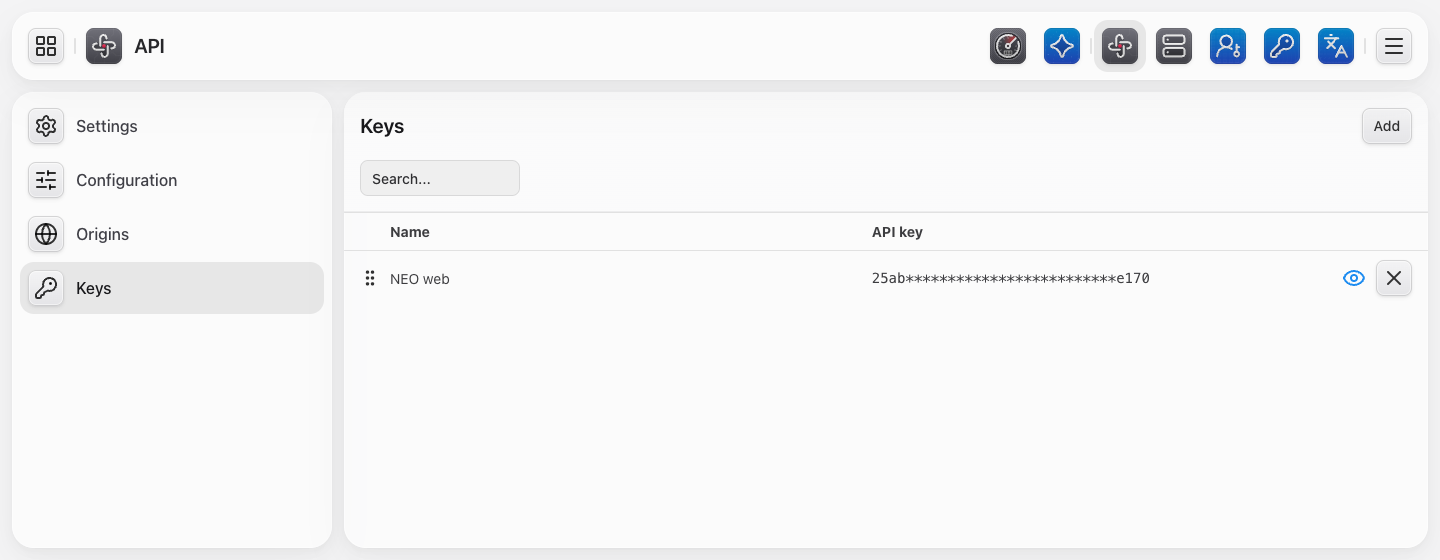 API
Settings
Configuration
Origins
Keys
Keys
Add
Search...
Name API key
NEO web 25ab*************************e170